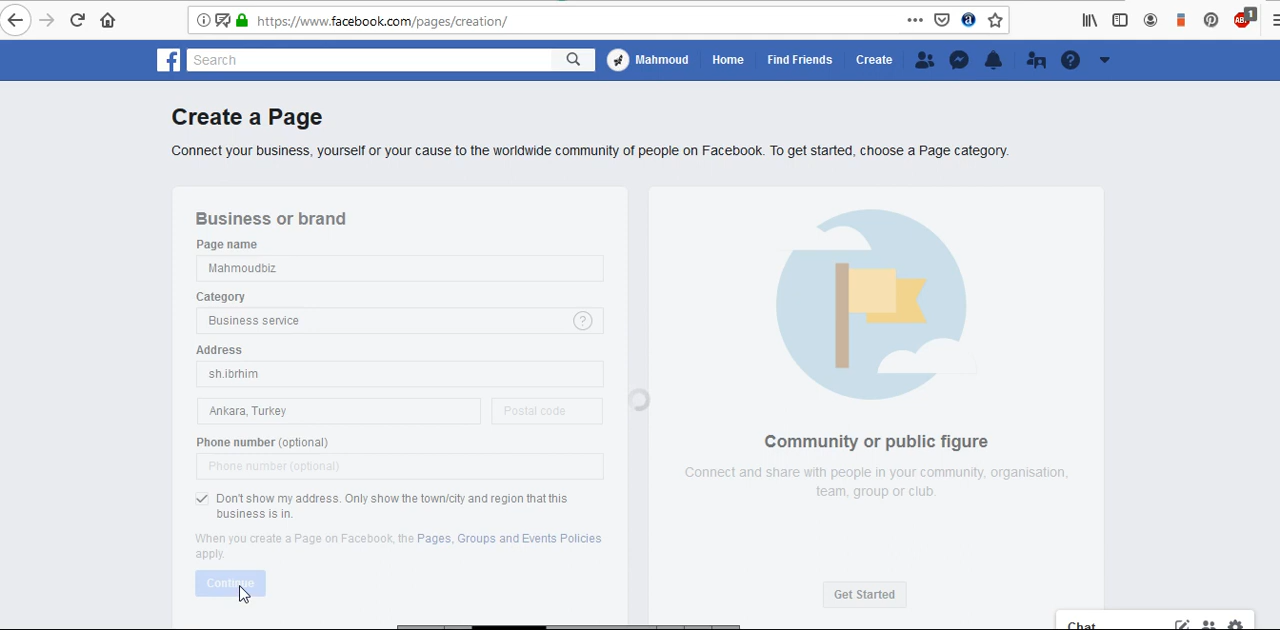 https://www.facebook.com/pages/creation/
Search
Mahmoud
Home
Find Friends
Create
Create a Page
Connect your business, yourself or your cause to the worldwide community of people on Facebook. To get started, choose a Page category.
Business or brand
Page name
Mahmoudbiz
Category
Business service
Address
sh.ibrhim
Ankara, Turkey
Postal code
Phone number (optional)
Phone number (optional)
Don't show my address. Only show the town/city and region that this
business is in.
When you create a Page on Facebook, the Pages, Groups and Events Policies
apply.
Continue
Community or public figure
Connect and share with people in your community, organisation,
team, group or club.
Get Started
Chat